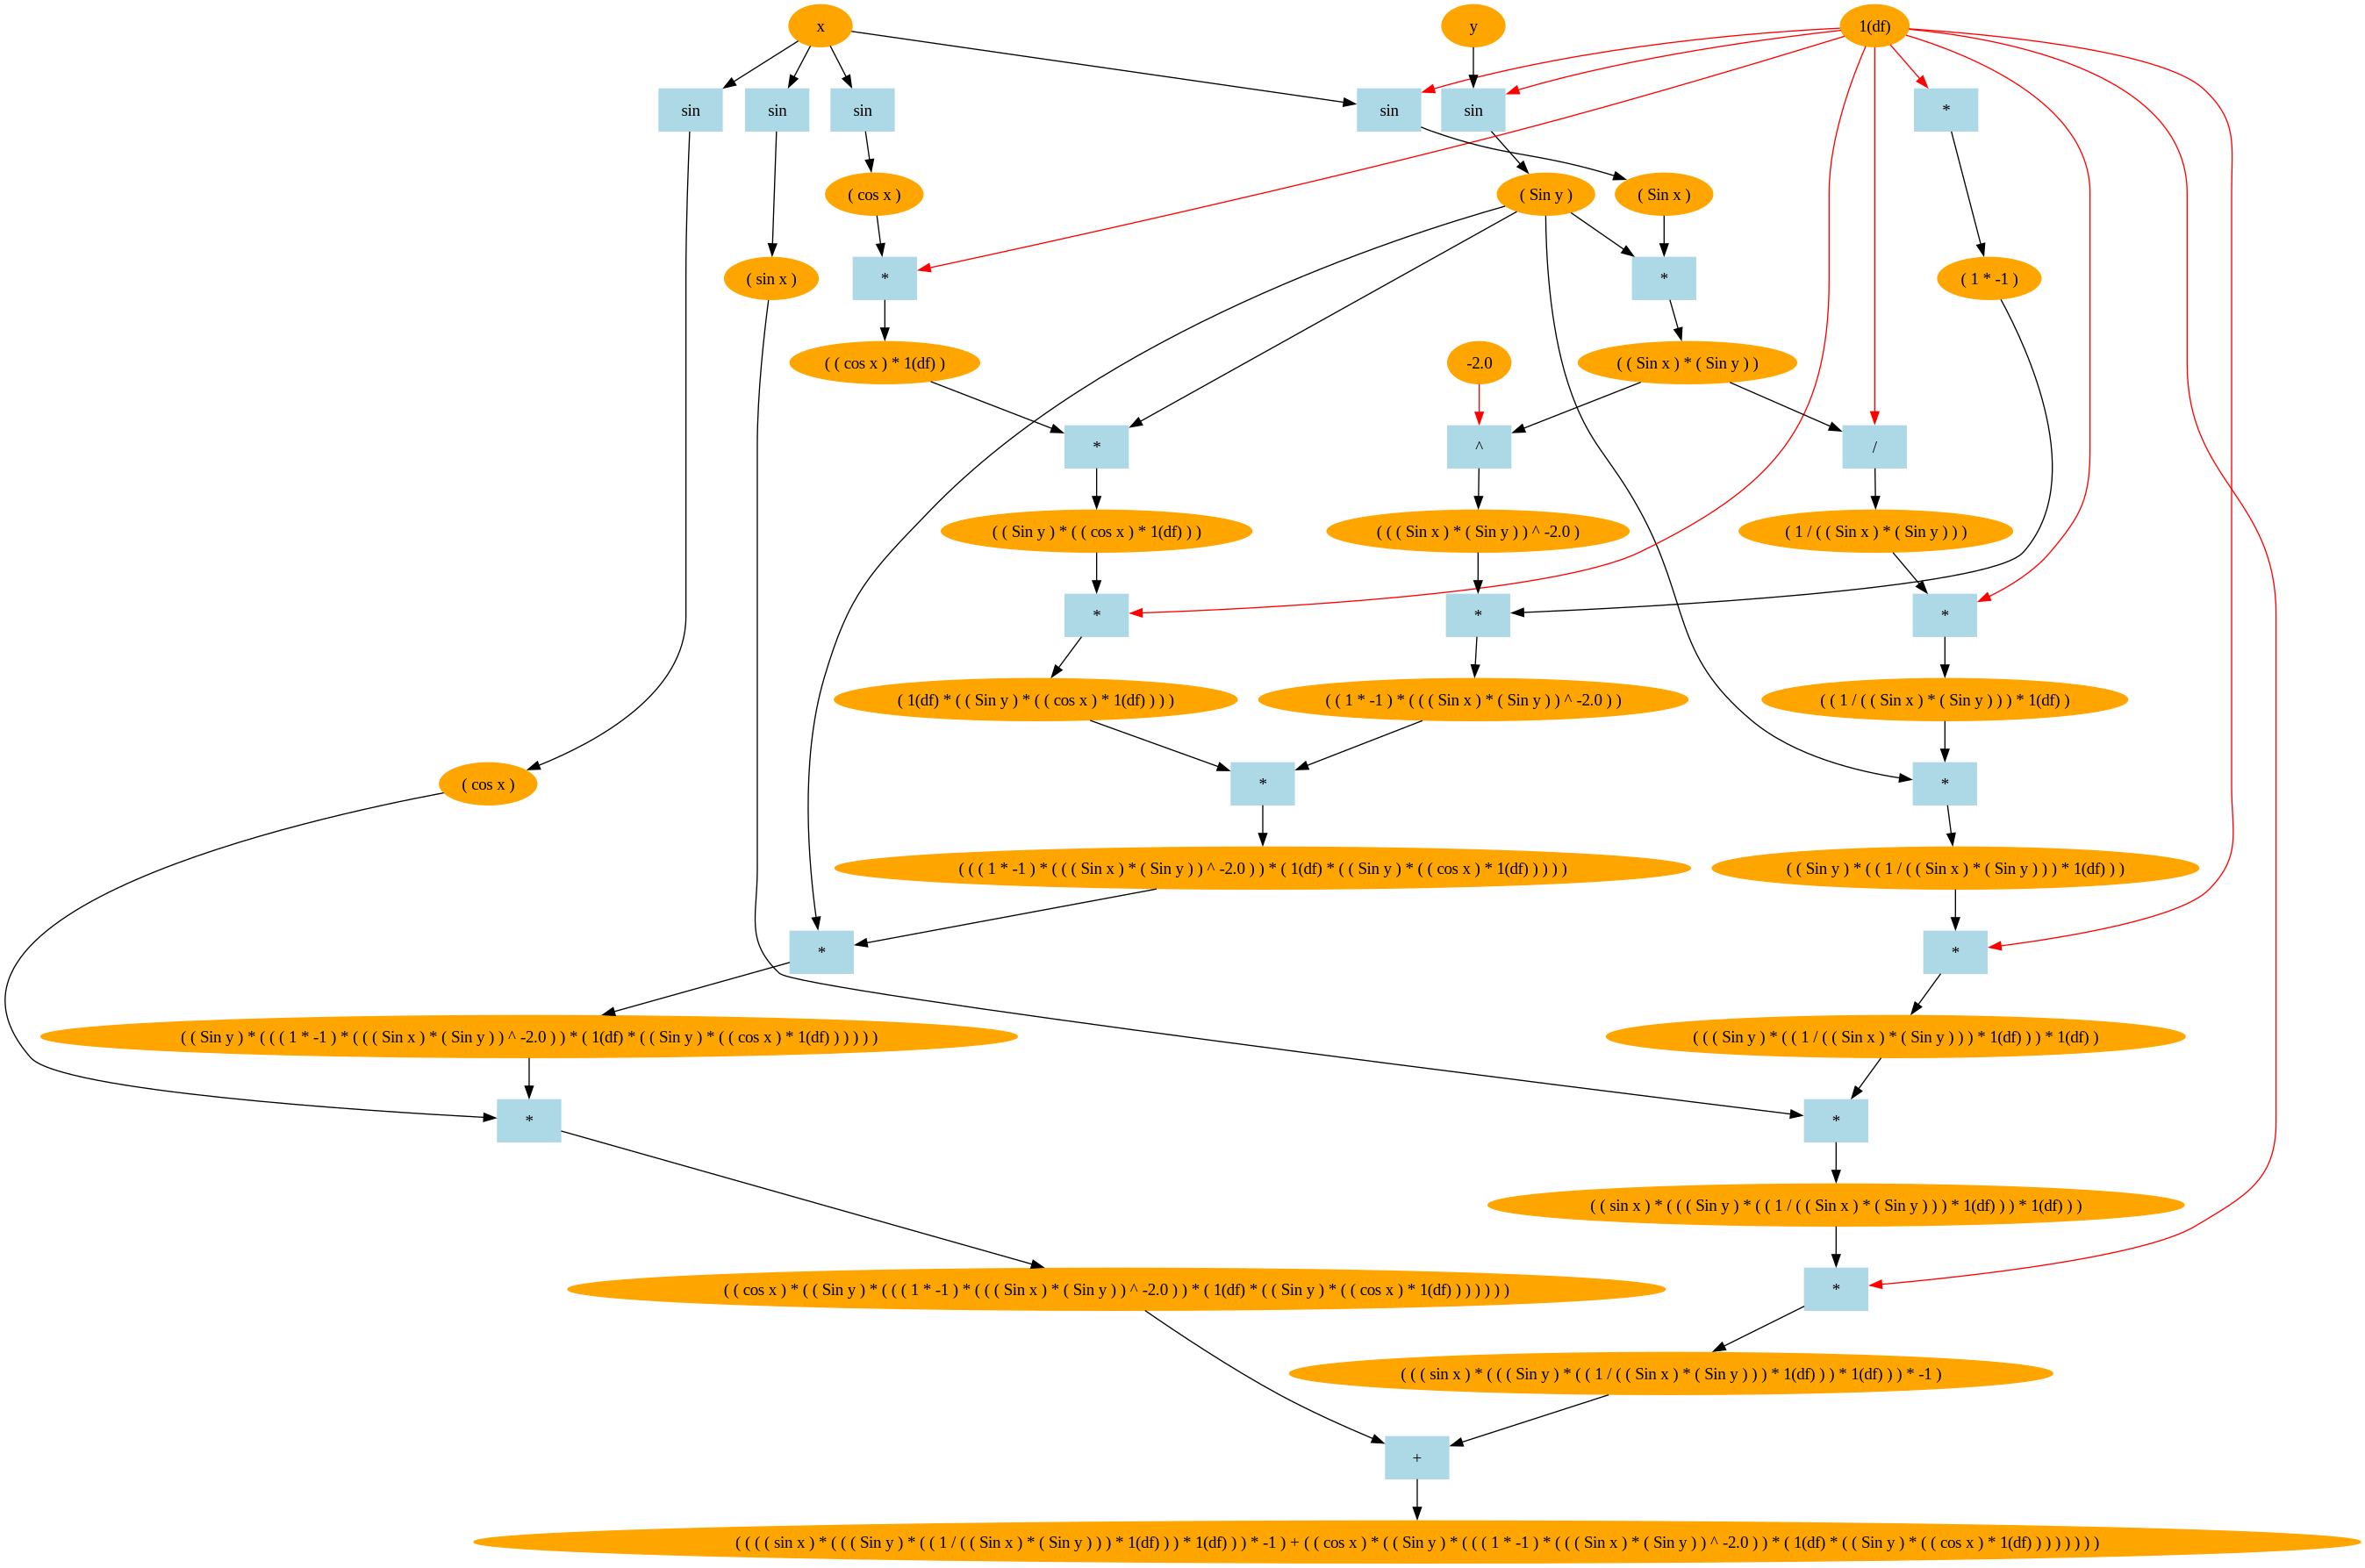 x
y
1(df)
sin
sin
sin
sin
sin
*
( cos x )
( Sin y )
( Sin x )
( sin x )
*
*
( 1 * -1 )
( ( cos x ) * 1(df) )
-2.0
( ( Sin x ) * ( Sin y ) )
*
^
/
( ( Sin y ) * ( ( cos x ) * 1(df) ) )
( ( ( Sin x ) * ( Sin y ) ) ^ -2.0 )
( 1 / ( ( Sin x ) * ( Sin y ) ) )
*
*
*
( 1(df) * ( ( Sin y ) * ( ( cos x ) * 1(df) ) ) )
( ( 1 * -1 ) * ( ( ( Sin x ) * ( Sin y ) ) ^ -2.0 ) )
( ( 1 / ( ( Sin x ) * ( Sin y ) ) ) * 1(df) )
( cos x )
*
*
( ( ( 1 * -1 ) * ( ( ( Sin x ) * ( Sin y ) ) ^ -2.0 ) ) * ( 1(df) * ( ( Sin y ) * ( ( cos x ) * 1(df) ) ) ) )
( ( Sin y ) * ( ( 1 / ( ( Sin x ) * ( Sin y ) ) ) * 1(df) ) )
*
*
( ( Sin y ) * ( ( ( 1 * -1 ) * ( ( ( Sin x ) * ( Sin y ) ) ^ -2.0 ) ) * ( 1(df) * ( ( Sin y ) * ( ( cos x ) * 1(df) ) ) ) ) )
( ( ( Sin y ) * ( ( 1 / ( ( Sin x ) * ( Sin y ) ) ) * 1(df) ) ) * 1(df) )
*
*
( ( sin x ) * ( ( ( Sin y ) * ( ( 1 / ( ( Sin x ) * ( Sin y ) ) ) * 1(df) ) ) * 1(df) ) )
( ( cos x ) * ( ( Sin y ) * ( ( ( 1 * -1 ) * ( ( ( Sin x ) * ( Sin y ) ) ^ -2.0 ) ) * ( 1(df) * ( ( Sin y ) * ( ( cos x ) * 1(df) ) ) ) ) ) )
*
( ( ( sin x ) * ( ( ( Sin y ) * ( ( 1 / ( ( Sin x ) * ( Sin y ) ) ) * 1(df) ) ) * 1(df) ) ) * -1 )
+
( ( ( ( sin x ) * ( ( ( Sin y ) * ( ( 1 / ( ( Sin x ) * ( Sin y ) ) ) * 1(df) ) ) * 1(df) ) ) * -1 ) + ( ( cos x ) * ( ( Sin y ) * ( ( ( 1 * -1 ) * ( ( ( Sin x ) * ( Sin y ) ) ^ -2.0 ) ) * ( 1(df) * ( ( Sin y ) * ( ( cos x ) * 1(df) ) ) ) ) ) ) )